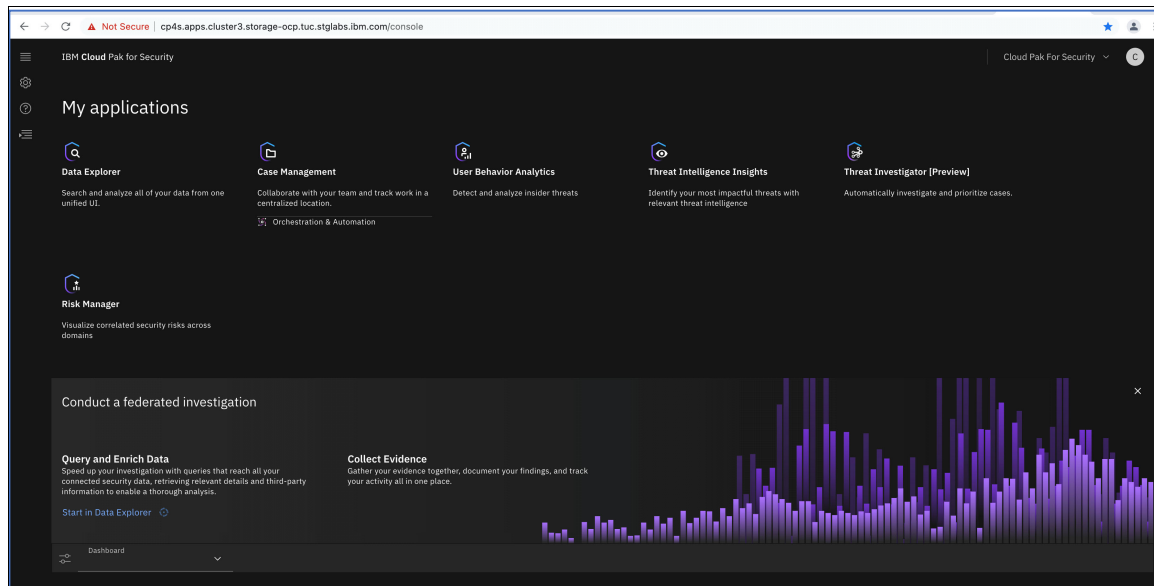 Not Secure cp4s.apps.cluster3.storage-ocp.tuc.stglabs.ibm.com/console
IBM Cloud Pak for Security
Cloud Pak For Security
C
My applications
Data Explorer
Search and analyze all of your data from one
unified UI.
Case Management
Collaborate with your team and track work in a
centralized location.
Orchestration & Automation
User Behavior Analytics
Detect and analyze insider threats
Threat Intelligence Insights
Identify your most impactful threats with
relevant threat intelligence
Threat Investigator [Preview]
Automatically investigate and prioritize cases.
Risk Manager
Visualize correlated security risks across
domains
Conduct a federated investigation
Query and Enrich Data
Speed up your investigation with queries that reach all your
connected security data, retrieving relevant details and third-party
information to enable a thorough analysis.
Start in Data Explorer
Collect Evidence
Gather your evidence together, document your findings, and track
your activity all in one place.
Dashboard